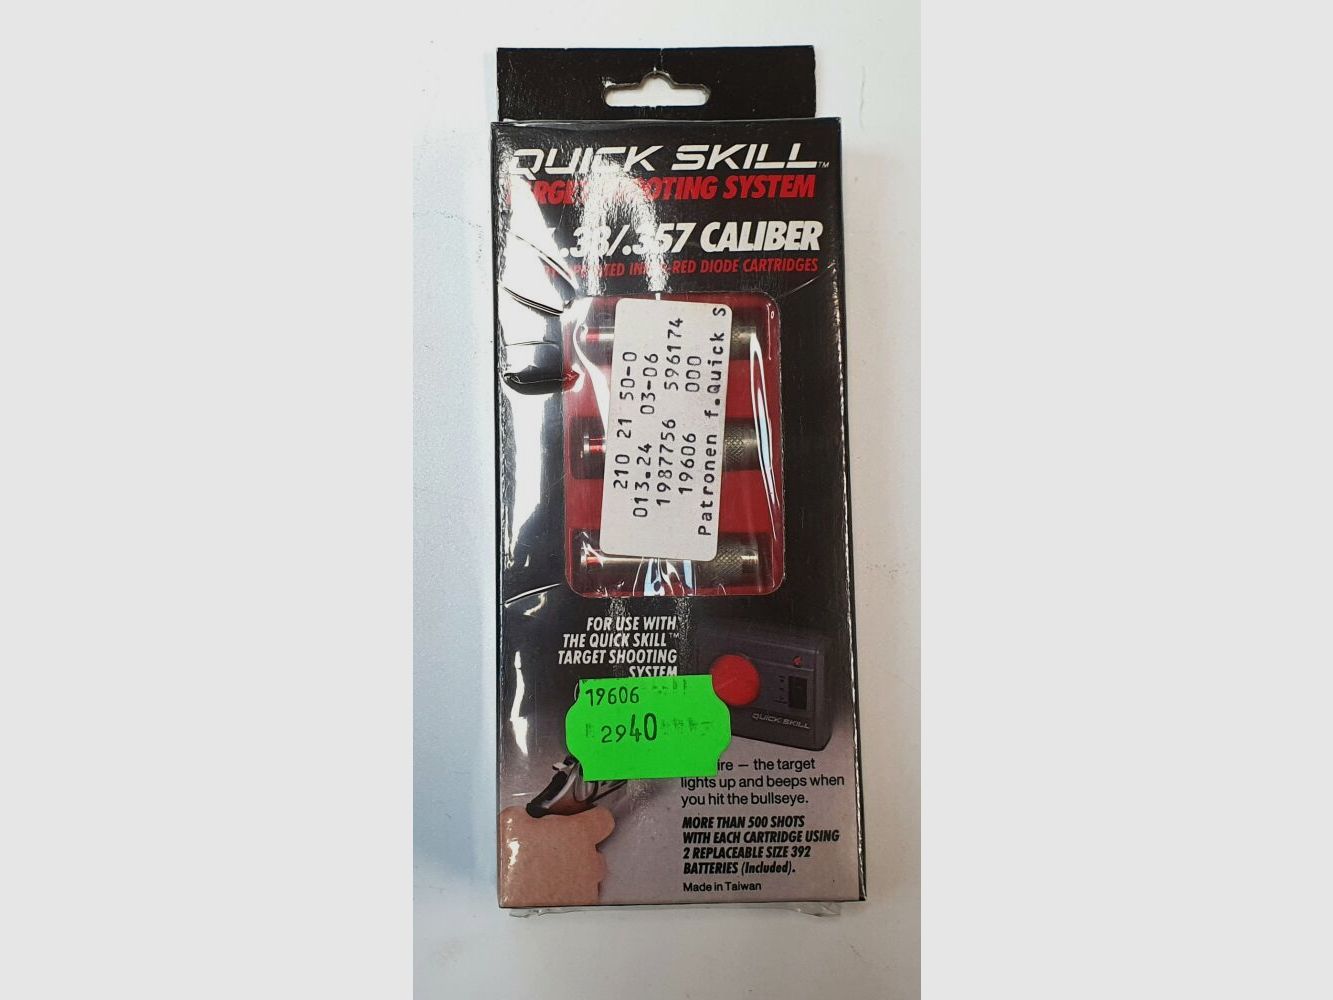 QUICK SKILL™
TARGET SHOOTING SYSTEM
.38/.357 CALIBER
INFRA-RED DIODE CARTRIDGES
210 21 50-0
013.24 03-06
1987756 596174
19606 000
Patronen f.Quick S
FOR USE WITH
THE QUICK SKILL™
TARGET SHOOTING
SYSTEM
QUICK SKILL
19606
2940
— the target
lights up and beeps when
you hit the bullseye.
MORE THAN 500 SHOTS
WITH EACH CARTRIDGE USING
2 REPLACEABLE SIZE 392
BATTERIES (Included).
Made in Taiwan